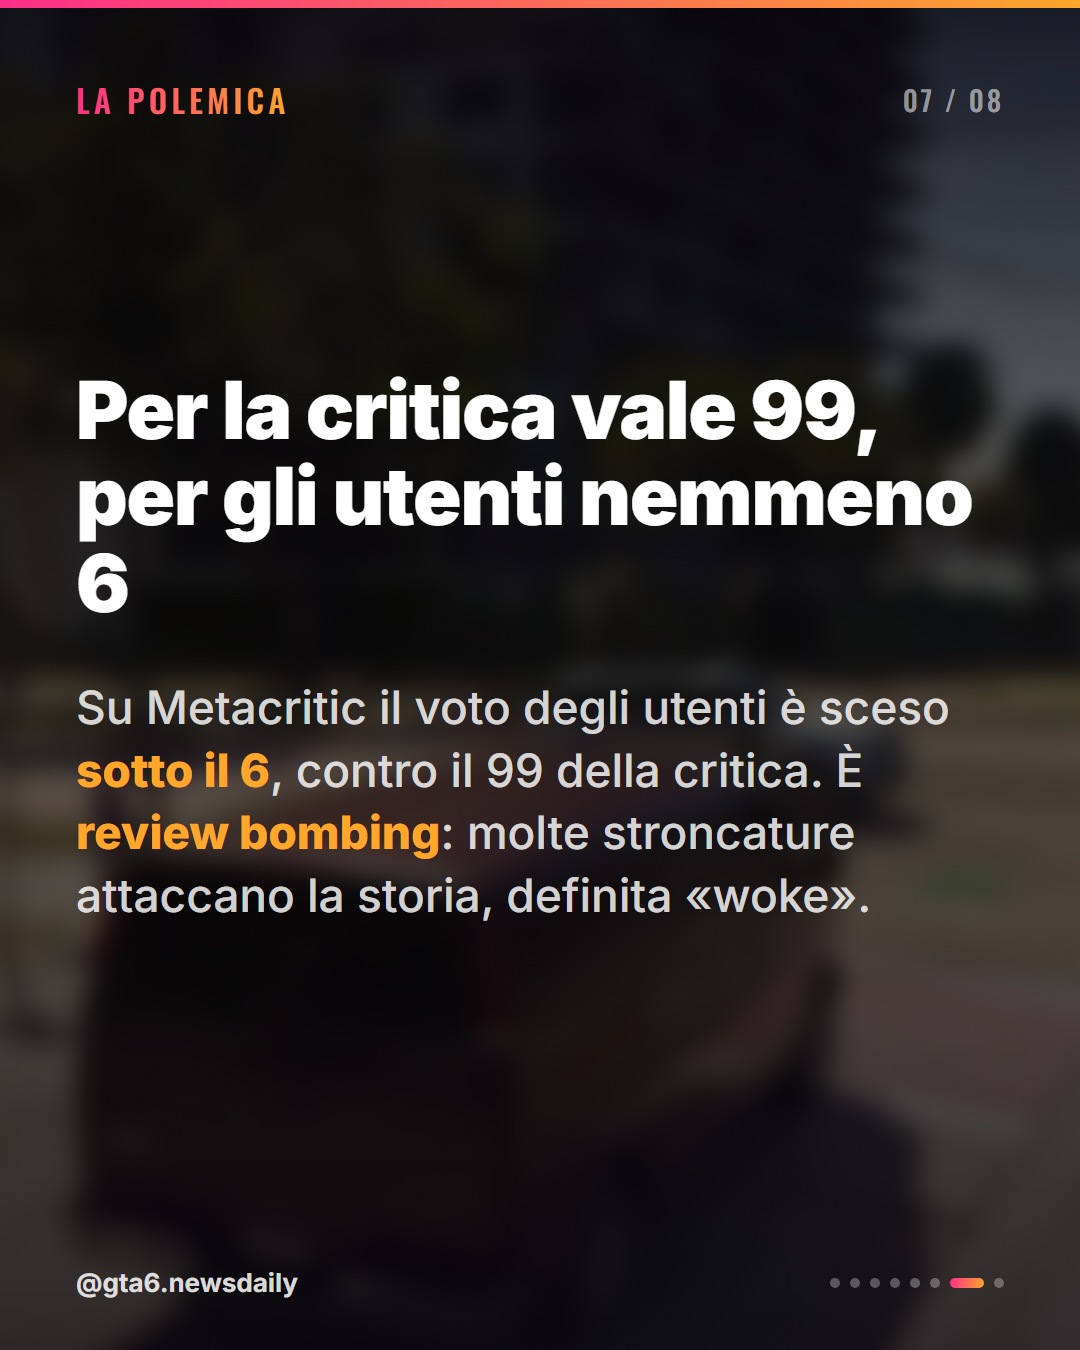 LA POLEMICA
07 / 08
Per la critica vale 99,
per gli utenti nemmeno
6
Su Metacritic il voto degli utenti è sceso
sotto il 6, contro il 99 della critica. È
review bombing: molte stroncature
attaccano la storia, definita «woke».
@gta6.newsdaily